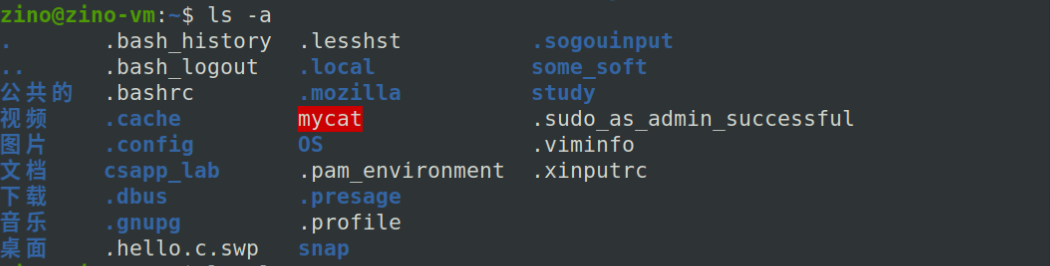 zino@zino-vm:~$ ls -a
. .bash_history .lesshst .sogouinput
.. .bash_logout .local some_soft
公共的 .bashrc .mozilla study
视频 .cache mycat .sudo_as_admin_successful
图片 .config OS .viminfo
文档 csapp_lab .pam_environment .xinputrc
下载 .dbus .presage
音乐 .gnupg .profile
桌面 .hello.c.swp snap